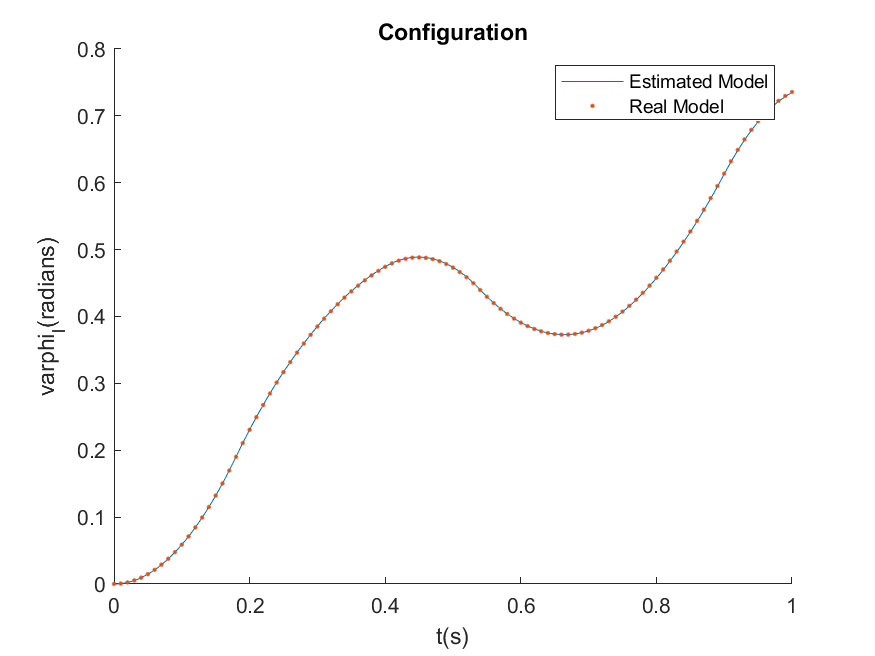 Configuration
Estimated Model
Real Model
0.8
0.7
0.6
0.5
0.4
0.3
0.2
0.1
0
varphi_l(radians)
0 0.2 0.4 0.6 0.8 1
t(s)